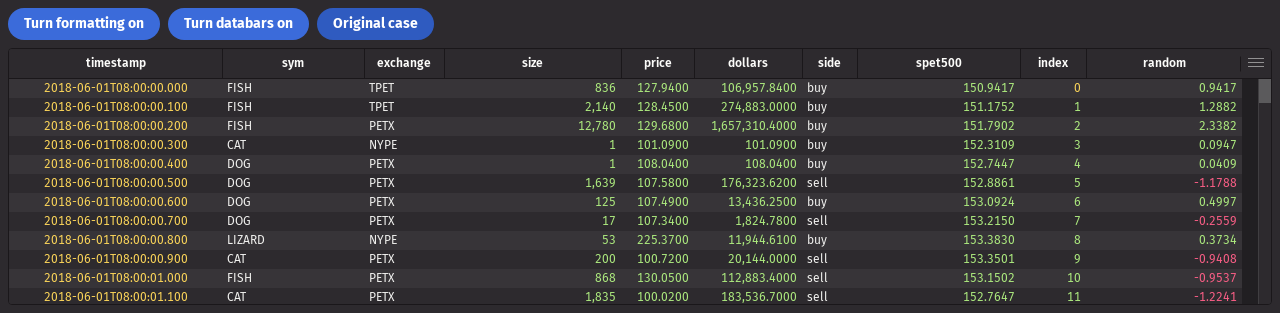 Turn formatting on Turn databars on Original case
timestamp sym exchange size price dollars side spet500 index random
2018-06-01T08:00:00.000 FISH TPET 836 127.9400 106,957.8400 buy 150.9417 0 0.9417
2018-06-01T08:00:00.100 FISH TPET 2,140 128.4500 274,883.0000 buy 151.1752 1 1.2882
2018-06-01T08:00:00.200 FISH PETX 12,780 129.6800 1,657,310.4000 buy 151.7902 2 2.3382
2018-06-01T08:00:00.300 CAT NYPE 1 101.0900 101.0900 buy 152.3109 3 0.0947
2018-06-01T08:00:00.400 DOG PETX 1 108.0400 108.0400 buy 152.7447 4 0.0409
2018-06-01T08:00:00.500 DOG PETX 1,639 107.5800 176,323.6200 sell 152.8861 5 -1.1788
2018-06-01T08:00:00.600 DOG PETX 125 107.4900 13,436.2500 buy 153.0924 6 0.4997
2018-06-01T08:00:00.700 DOG PETX 17 107.3400 1,824.7800 sell 153.2150 7 -0.2559
2018-06-01T08:00:00.800 LIZARD NYPE 53 225.3700 11,944.6100 buy 153.3830 8 0.3734
2018-06-01T08:00:00.900 CAT PETX 200 100.7200 20,144.0000 sell 153.3501 9 -0.9408
2018-06-01T08:00:01.000 FISH PETX 868 130.0500 112,883.4000 sell 153.1502 10 -0.9537
2018-06-01T08:00:01.100 CAT PETX 1,835 100.0200 183,536.7000 sell 152.7647 11 -1.2241